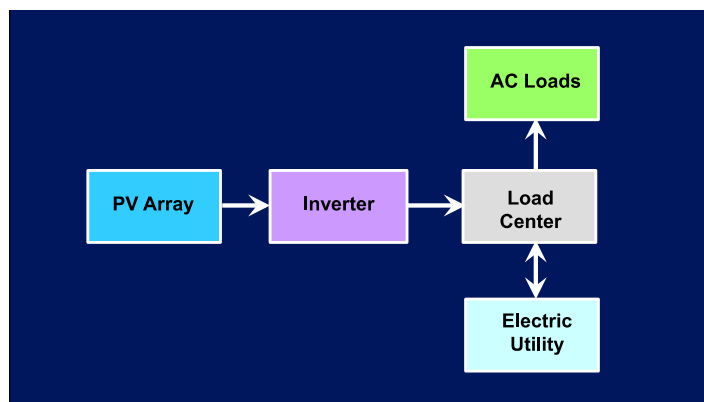 AC Loads
PV Array
Inverter
Load
Center
Electric
Utility